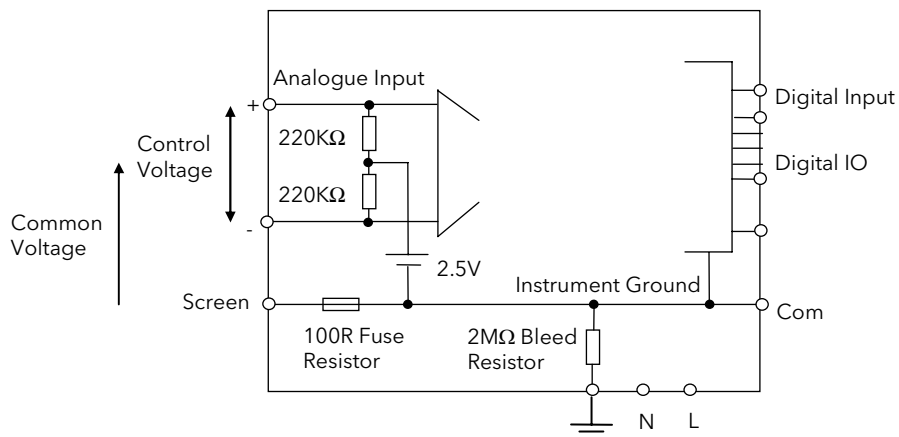 Analogue Input
+
Control
Voltage
220KΩ
220KΩ
-
Common
Voltage
2.5V
Screen
100R Fuse
Resistor
Instrument Ground
2MΩ Bleed
Resistor
Digital Input
Digital IO
Com
N
L